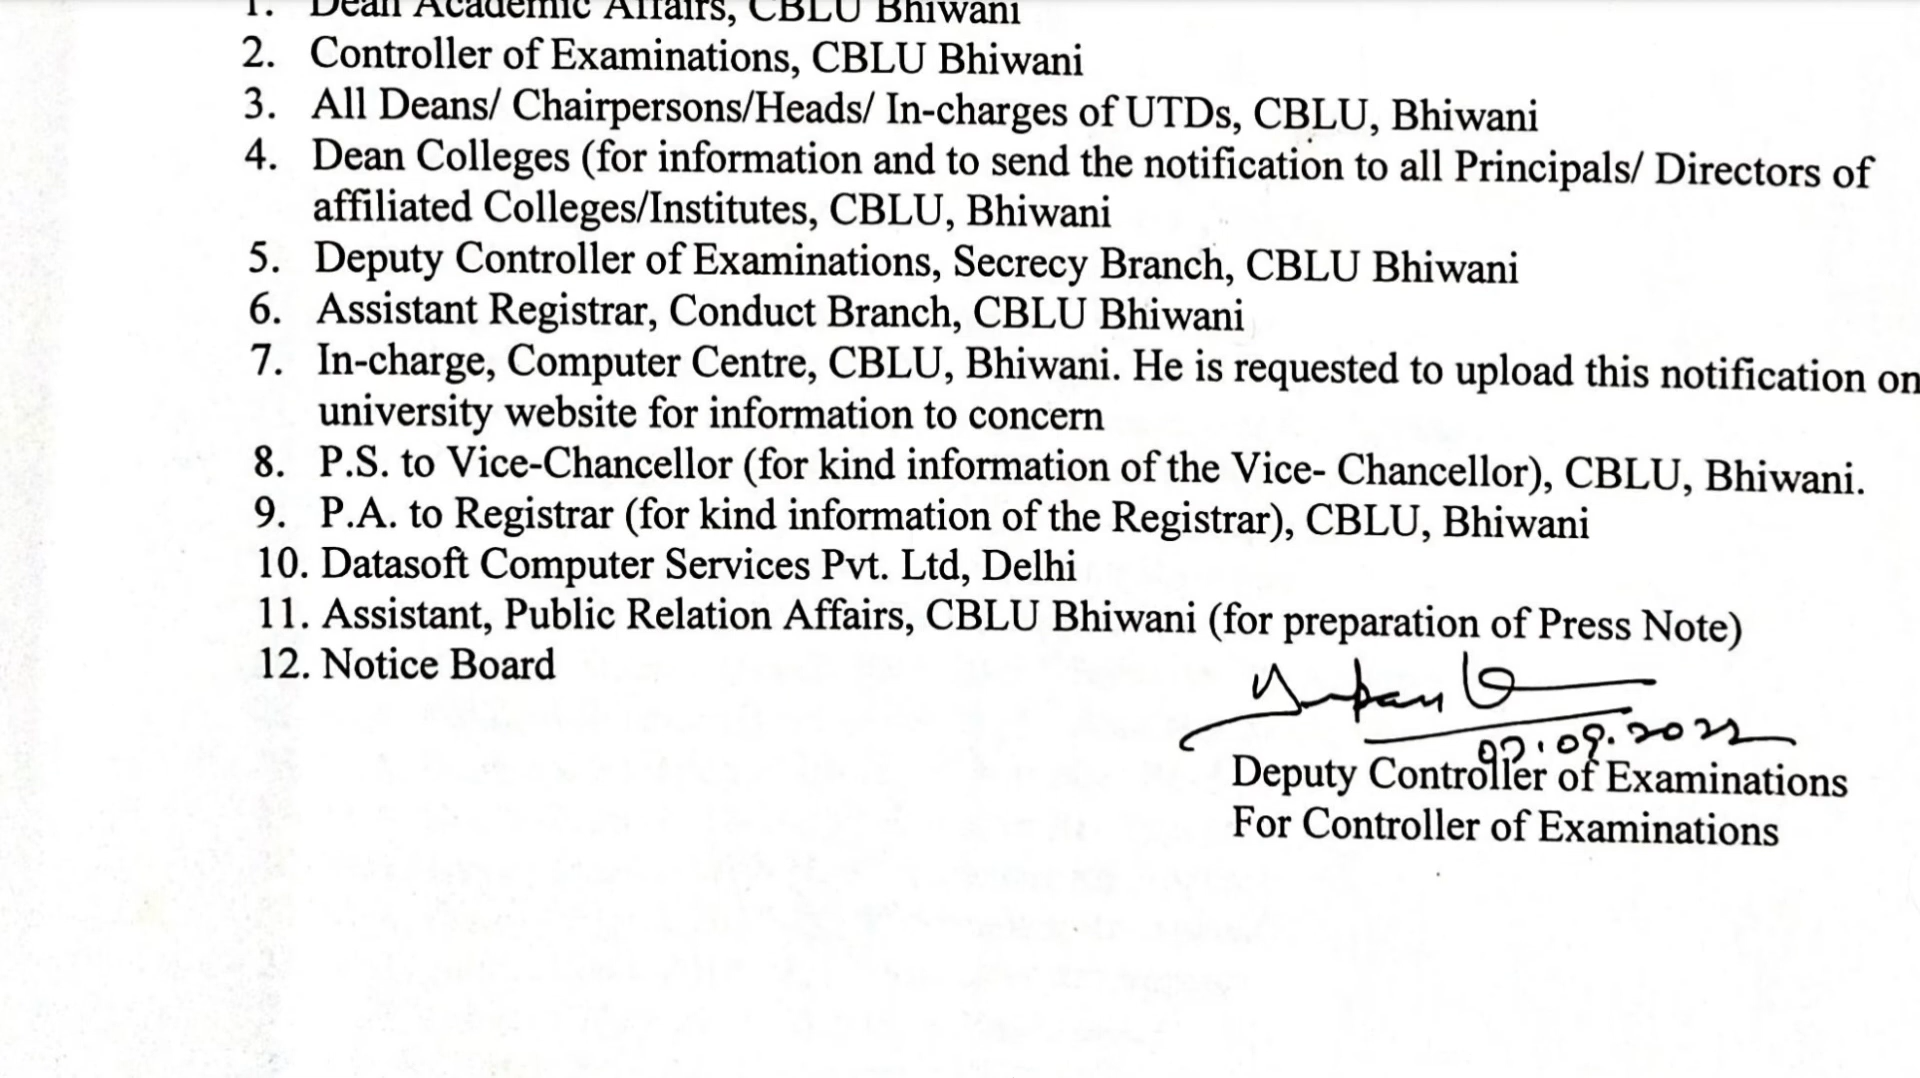 1. Dean Academic Affairs, CBLU Bhiwani
2. Controller of Examinations, CBLU Bhiwani
3. All Deans/ Chairpersons/Heads/ In-charges of UTDs, CBLU, Bhiwani
4. Dean Colleges (for information and to send the notification to all Principals/ Directors of
affiliated Colleges/Institutes, CBLU, Bhiwani
5. Deputy Controller of Examinations, Secrecy Branch, CBLU Bhiwani
6. Assistant Registrar, Conduct Branch, CBLU Bhiwani
7. In-charge, Computer Centre, CBLU, Bhiwani. He is requested to upload this notification on
university website for information to concern
8. P.S. to Vice-Chancellor (for kind information of the Vice- Chancellor), CBLU, Bhiwani.
9. P.A. to Registrar (for kind information of the Registrar), CBLU, Bhiwani
10. Datasoft Computer Services Pvt. Ltd, Delhi
11. Assistant, Public Relation Affairs, CBLU Bhiwani (for preparation of Press Note)
12. Notice Board
Deputy Controller of Examinations
For Controller of Examinations